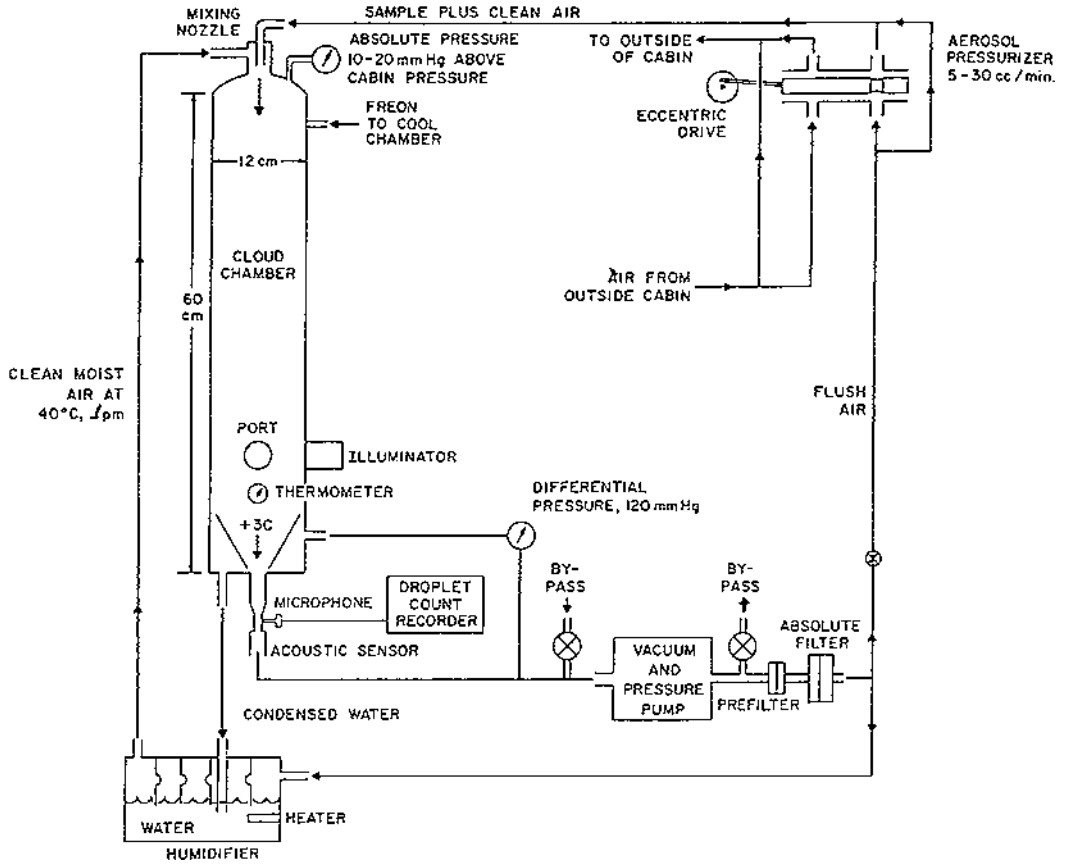 MIXING
NOZZLE
SAMPLE PLUS CLEAN AIR
ABSOLUTE PRESSURE
10-20 mm Hg ABOVE
CABIN PRESSURE
TO OUTSIDE
OF CABIN
AEROSOL
PRESSURIZER
5-30 cc/min.
ECCENTRIC
DRIVE
FREON
TO COOL
CHAMBER
12 cm
CLOUD
CHAMBER
60
cm
AIR FROM
OUTSIDE CABIN
CLEAN MOIST
AIR AT
40°C, lpm
FLUSH
AIR
PORT
ILLUMINATOR
THERMOMETER
+3C
DIFFERENTIAL
PRESSURE, 120 mm Hg
MICROPHONE
DROPLET
COUNT
RECORDER
ACOUSTIC SENSOR
BY-
PASS
BY-
PASS
VACUUM
AND
PRESSURE
PUMP
ABSOLUTE
FILTER
PREFILTER
CONDENSED WATER
WATER
HEATER
HUMIDIFIER